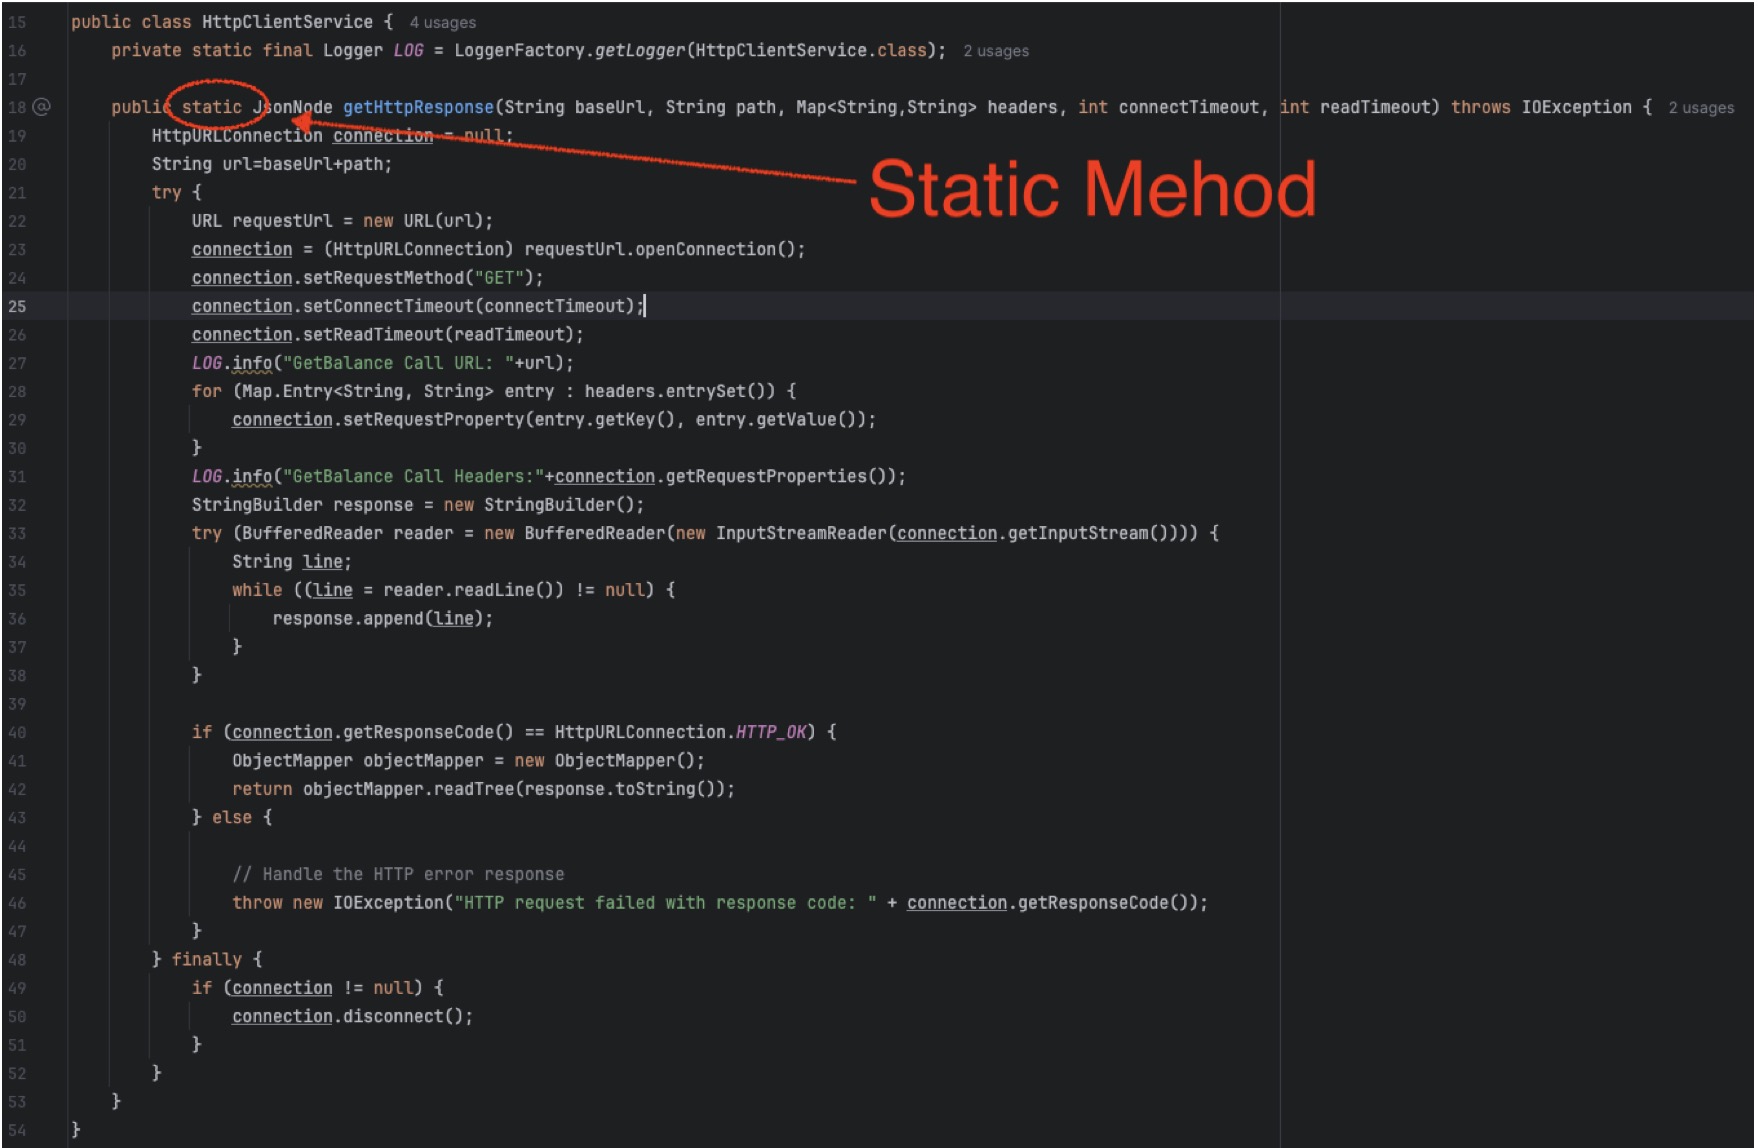 15 public class HttpClientService { 4 usages
16 private static final Logger LOG = LoggerFactory.getLogger(HttpClientService.class); 2 usages
17
18 @ public static JsonNode getHttpResponse(String baseUrl, String path, Map<String,String> headers, int connectTimeout, int readTimeout) throws IOException { 2 usages
19 HttpURLConnection connection = null;
20 String url=baseUrl+path;
Static Mehod
21 try {
22 URL requestUrl = new URL(url);
23 connection = (HttpURLConnection) requestUrl.openConnection();
24 connection.setRequestMethod("GET");
25 connection.setConnectTimeout(connectTimeout);
26 connection.setReadTimeout(readTimeout);
27 LOG.info("GetBalance Call URL: "+url);
28 for (Map.Entry<String, String> entry : headers.entrySet()) {
29 connection.setRequestProperty(entry.getKey(), entry.getValue());
30 }
31 LOG.info("GetBalance Call Headers:"+connection.getRequestProperties());
32 StringBuilder response = new StringBuilder();
33 try (BufferedReader reader = new BufferedReader(new InputStreamReader(connection.getInputStream()))) {
34 String line;
35 while ((line = reader.readLine()) != null) {
36 response.append(line);
37 }
38 }
39
40 if (connection.getResponseCode() == HttpURLConnection.HTTP_OK) {
41 ObjectMapper objectMapper = new ObjectMapper();
42 return objectMapper.readTree(response.toString());
43 } else {
44
45 // Handle the HTTP error response
46 throw new IOException("HTTP request failed with response code: " + connection.getResponseCode());
47 }
48 } finally {
49 if (connection != null) {
50 connection.disconnect();
51 }
52 }
53 }
54 }